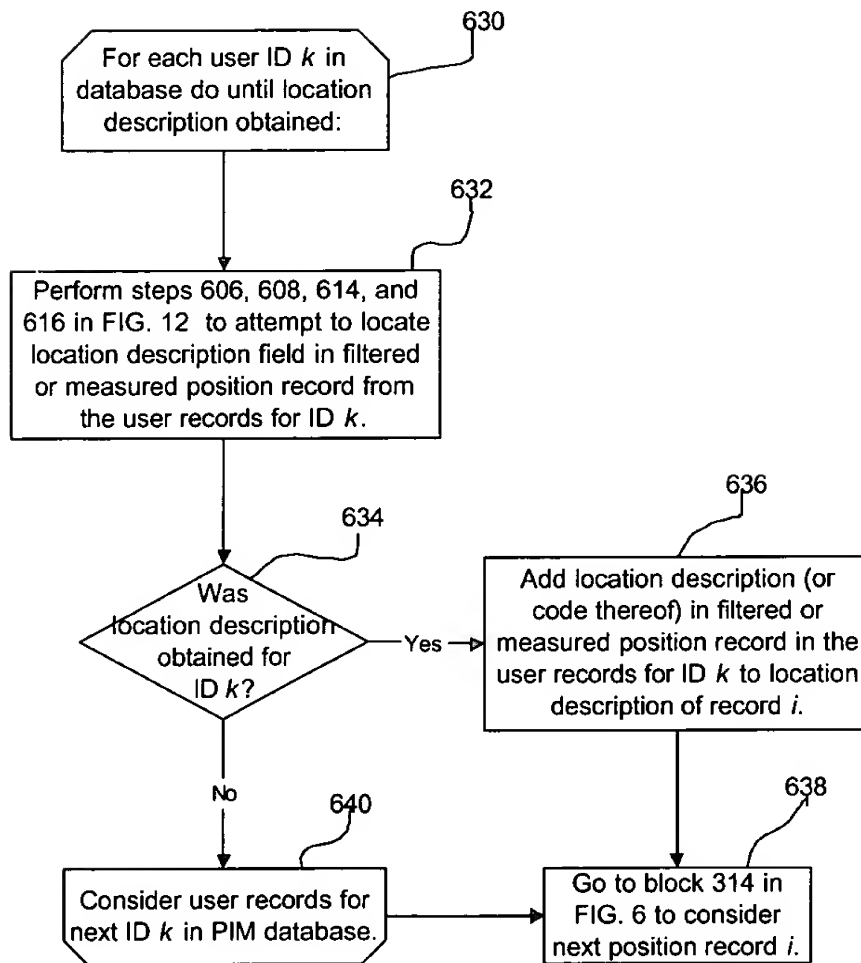 630
For each user ID k in
database do until location
description obtained:
632
Perform steps 606, 608, 614, and
616 in FIG. 12 to attempt to locate
location description field in filtered
or measured position record from
the user records for ID k.
634
Was
location description
obtained for
ID k?
Yes
636
Add location description (or
code thereof) in filtered or
measured position record in the
user records for ID k to location
description of record i.
No
640
Consider user records for
next ID k in PIM database.
638
Go to block 314 in
FIG. 6 to consider
next position record i.